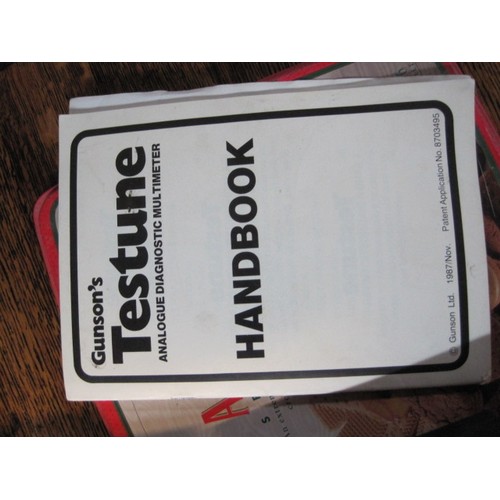 Gunson's
Testune
ANALOGUE DIAGNOSTIC MULTIMETER
HANDBOOK
© Gunson Ltd. 1987/Nov. Patent Application No. 8703495